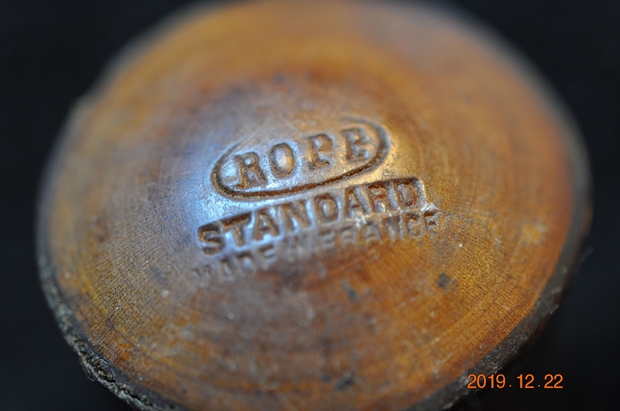 ROPP
STANDARD
MADE IN FRANCE
2019.12.22